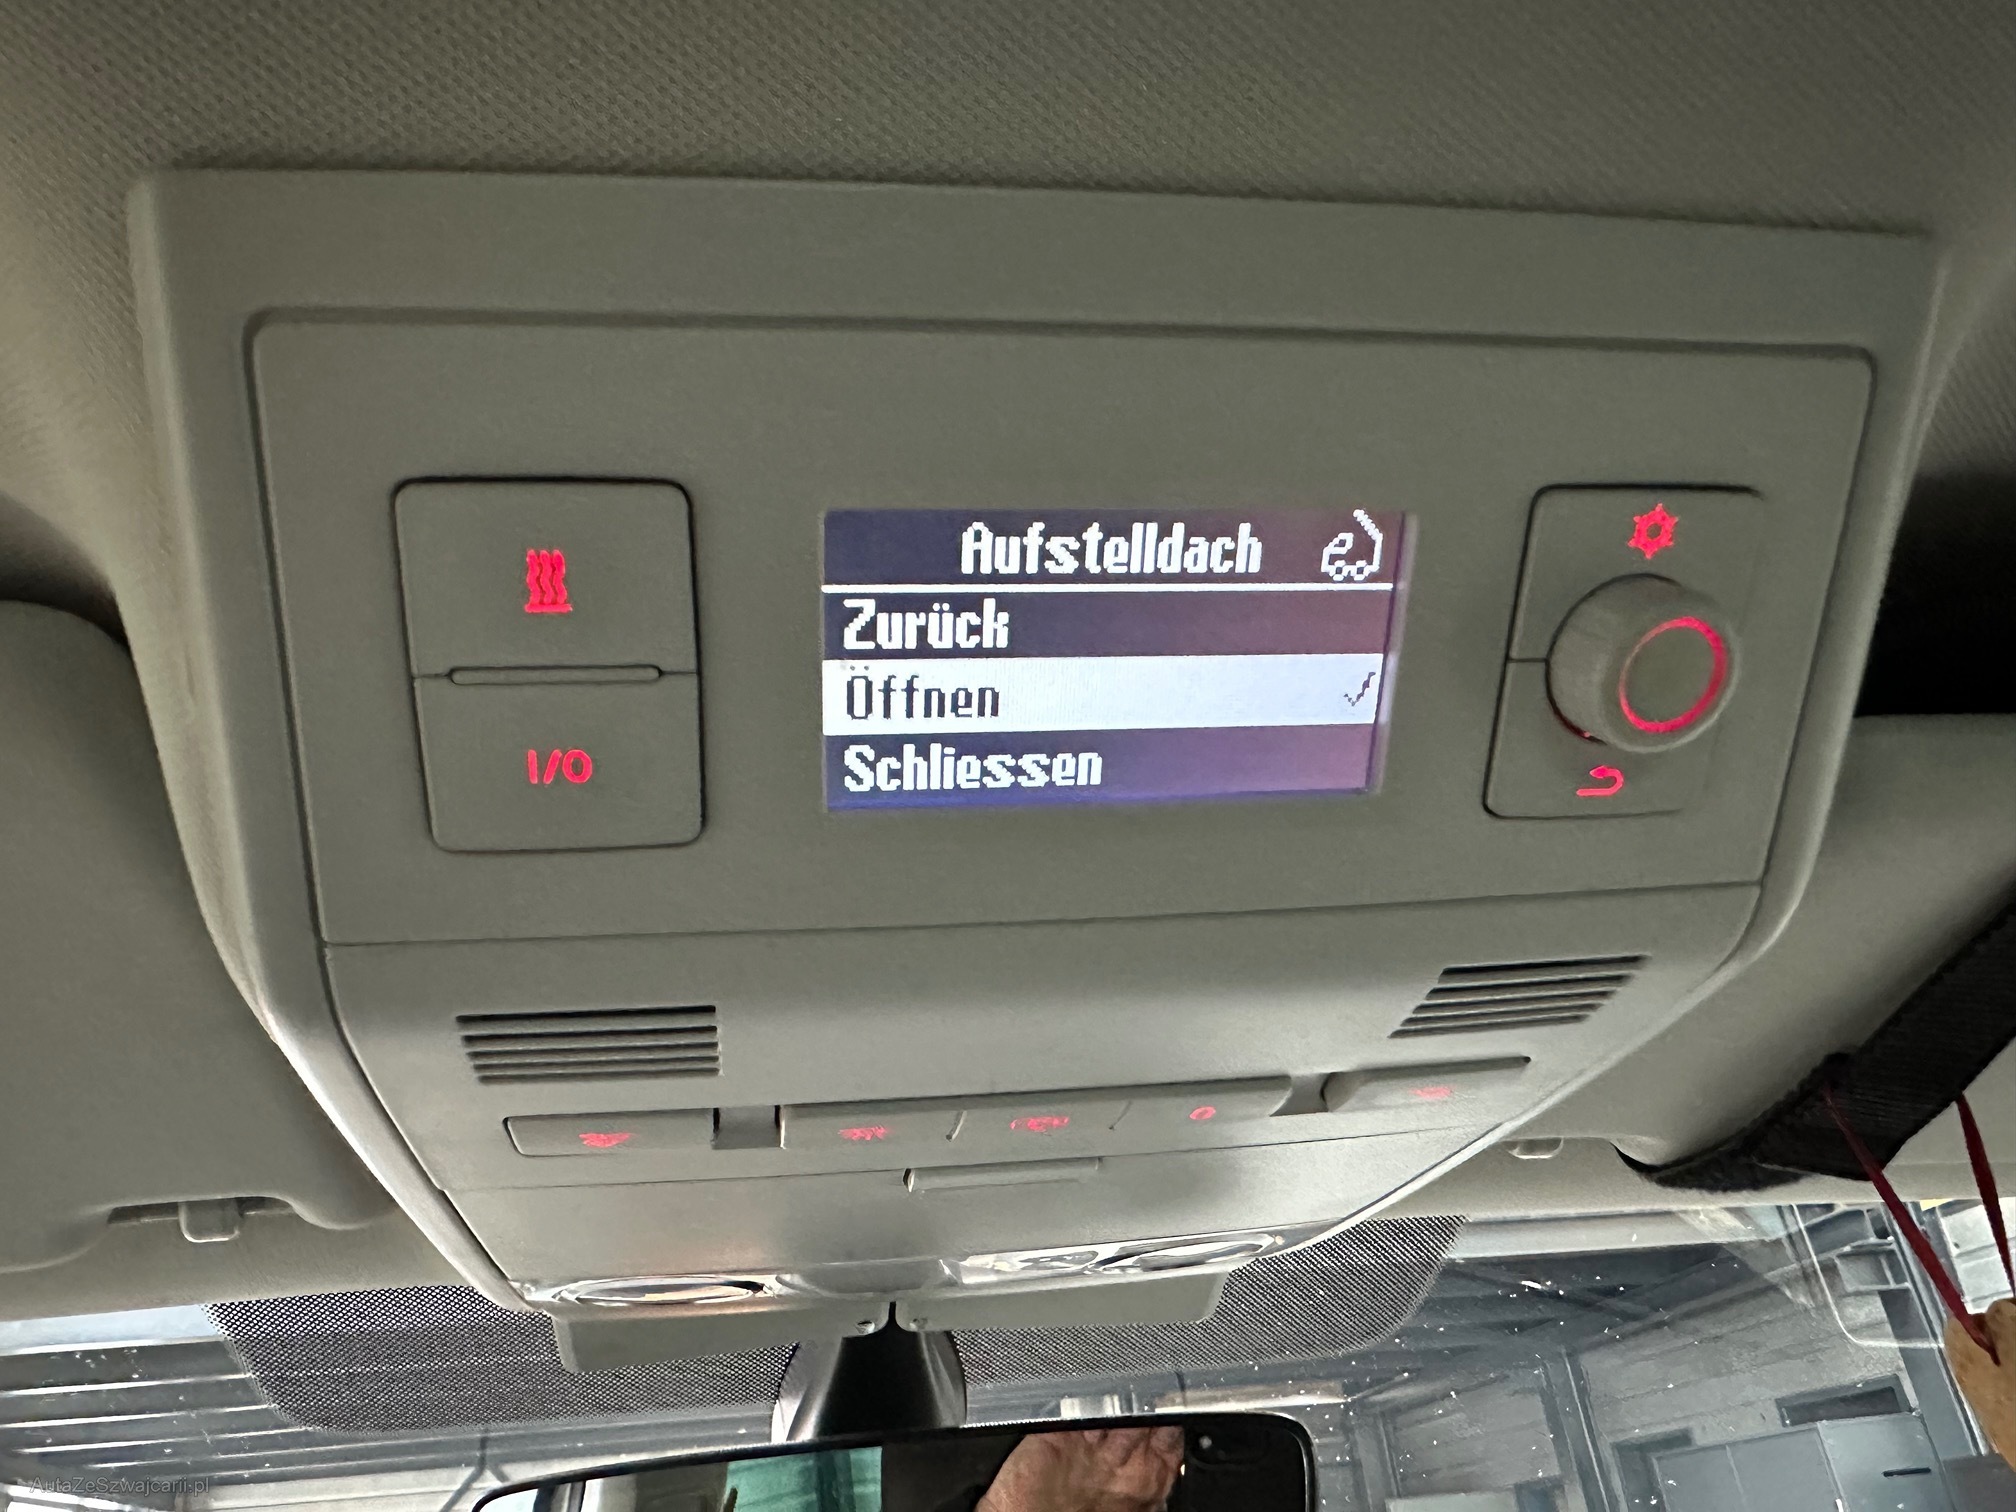 Aufstelldach
Zurück
Öffnen
Schliessen
I/O
AutaZeSzwajcarii.pl